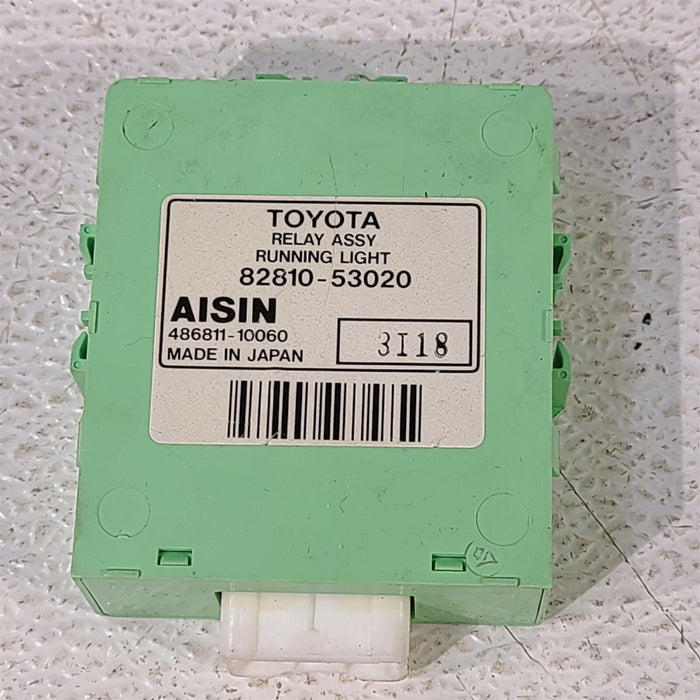 TOYOTA
RELAY ASSY
RUNNING LIGHT
82810-53020
AISIN
486811-10060
MADE IN JAPAN
3I18